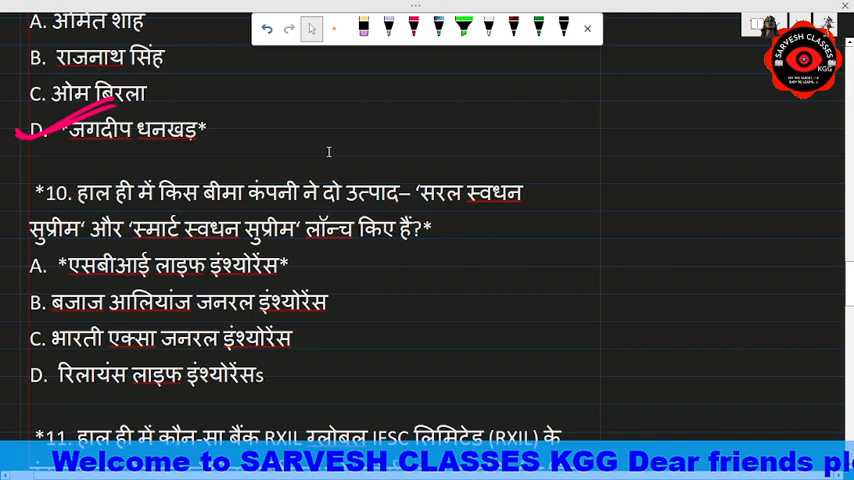 A. अमित शाह
B. राजनाथ सिंह
C. ओम बिरला
D. *जगदीप धनखड़*
*10. हाल ही में किस बीमा कंपनी ने दो उत्पाद– ‘सरल स्वधन
सुप्रीम‘ और ‘स्मार्ट स्वधन सुप्रीम‘ लॉन्च किए हैं?*
A. *एसबीआई लाइफ इंश्योरेंस*
B. बजाज आलियांज जनरल इंश्योरेंस
C. भारती एक्सा जनरल इंश्योरेंस
D. रिलायंस लाइफ इंश्योरेंसs
*11. हाल ही में कौन-सा बैंक RXIL ग्लोबल IFSC लिमिटेड (RXIL) के
Welcome to SARVESH CLASSES KGG Dear friends pl
SARVESH CLASSES
KGG